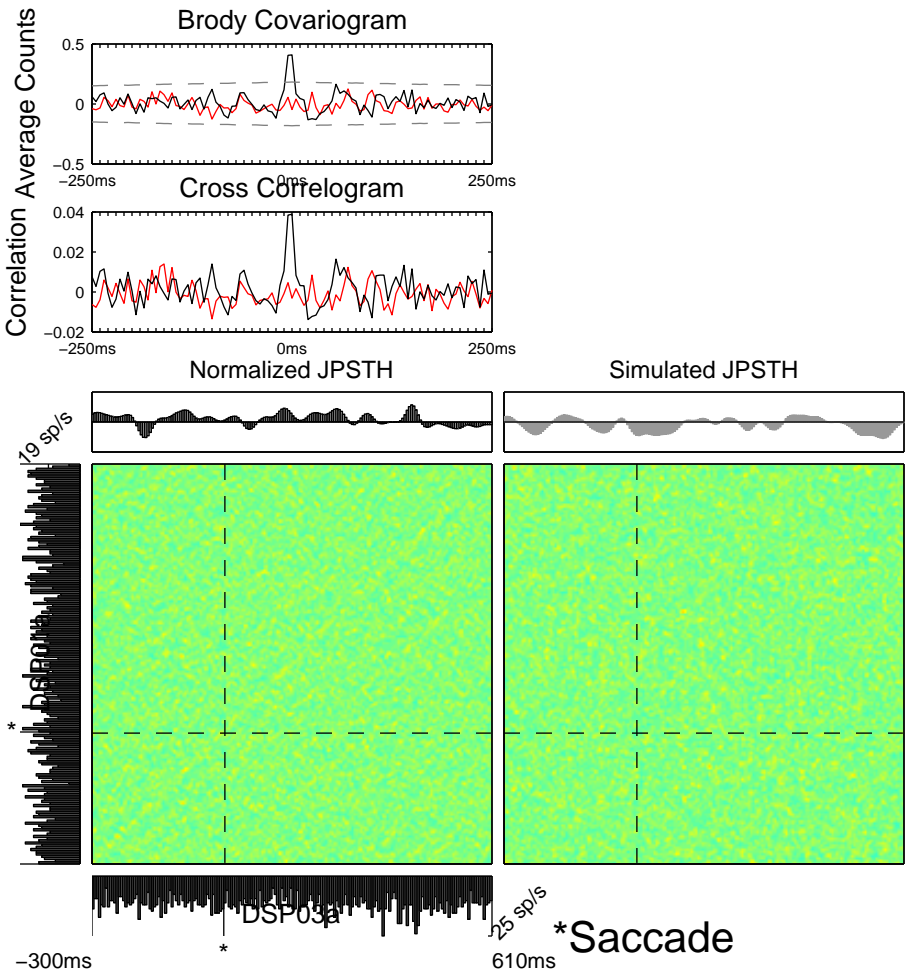 Brody Covariogram
Average Counts
0.5
0
−0.5
−250ms
0ms
250ms
Cross Correlogram
Correlation
0.04
0.02
0
−0.02
−250ms
0ms
250ms
Normalized JPSTH
Simulated JPSTH
19 sp/s
*
DSP03a
25 sp/s
*
*Saccade
−300ms
610ms